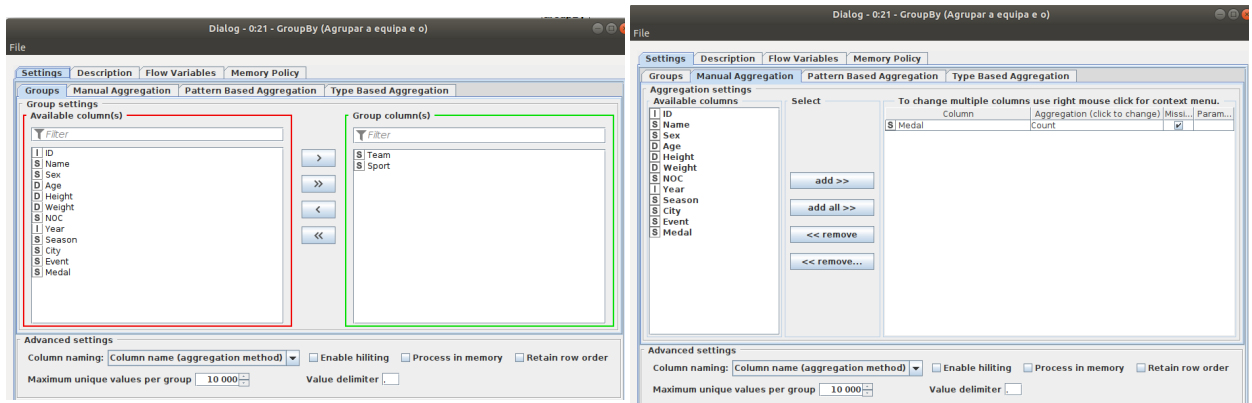 Dialog - 0:21 - GroupBy (Agrupar a equipa e o)
File
Settings Description Flow Variables Memory Policy
Groups Manual Aggregation Pattern Based Aggregation Type Based Aggregation
Group settings
Available column(s)
Filter
I ID
S Name
S Sex
D Age
D Height
D Weight
S NOC
I Year
S Season
S City
S Event
S Medal
>
>>
<
<<
Group column(s)
Filter
S Team
S Sport
Advanced settings
Column naming: Column name (aggregation method) Enable hiliting Process in memory Retain row order
Maximum unique values per group 10 000 Value delimiter ,
Dialog - 0:21 - GroupBy (Agrupar a equipa e o)
File
Settings Description Flow Variables Memory Policy
Groups Manual Aggregation Pattern Based Aggregation Type Based Aggregation
Aggregation settings
Available columns
I ID
S Name
S Sex
D Age
D Height
D Weight
S NOC
I Year
S Season
S City
S Event
S Medal
Select
add >>
add all >>
<< remove
<< remove...
To change multiple columns use right mouse click for context menu.
Column Aggregation (click to change) Missi... Param...
S Medal Count
Advanced settings
Column naming: Column name (aggregation method) Enable hiliting Process in memory Retain row order
Maximum unique values per group 10 000 Value delimiter ,